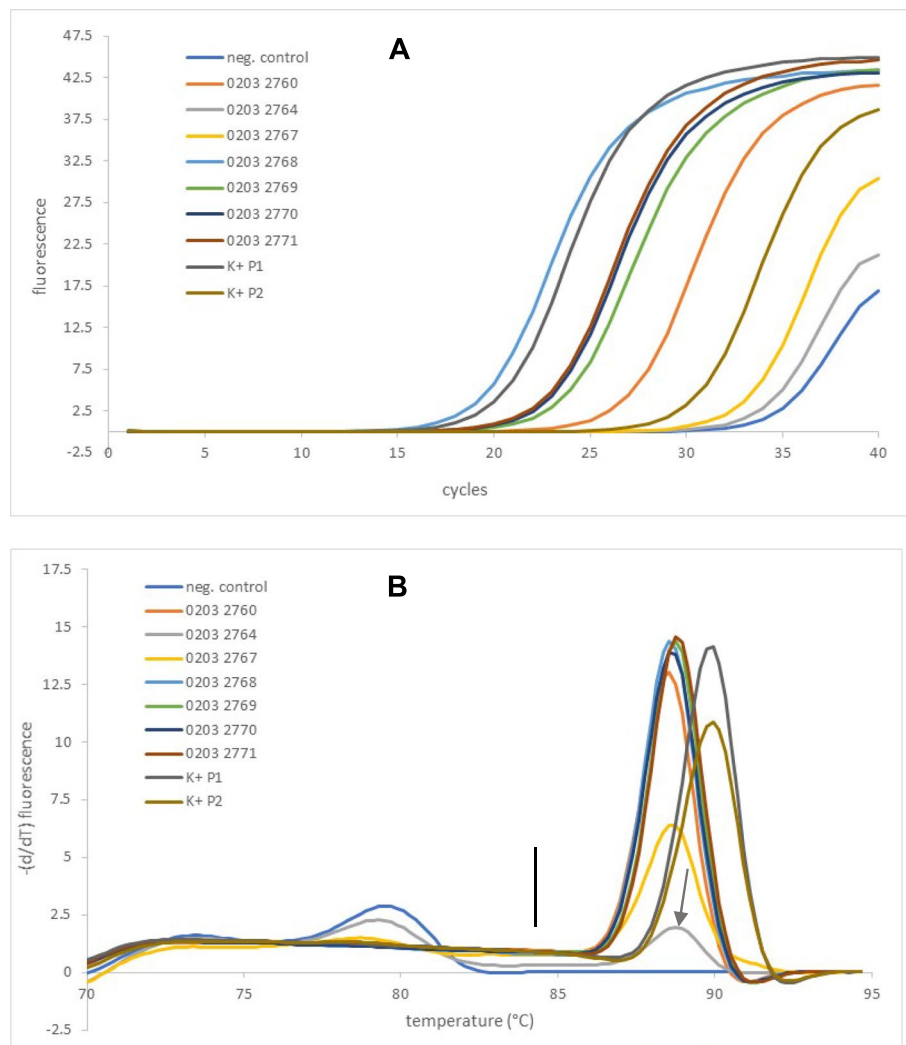 A
47.5
42.5
37.5
32.5
27.5
22.5
17.5
12.5
7.5
2.5
-2.5
fluorescence
neg. control
0203 2760
0203 2764
0203 2767
0203 2768
0203 2769
0203 2770
0203 2771
K+ P1
K+ P2
0 5 10 15 20 25 30 35 40
cycles
B
17.5
15
12.5
10
7.5
5
2.5
0
-2.5
-(d/dT) fluorescence
neg. control
0203 2760
0203 2764
0203 2767
0203 2768
0203 2769
0203 2770
0203 2771
K+ P1
K+ P2
70 75 80 85 90 95
temperature (°C)